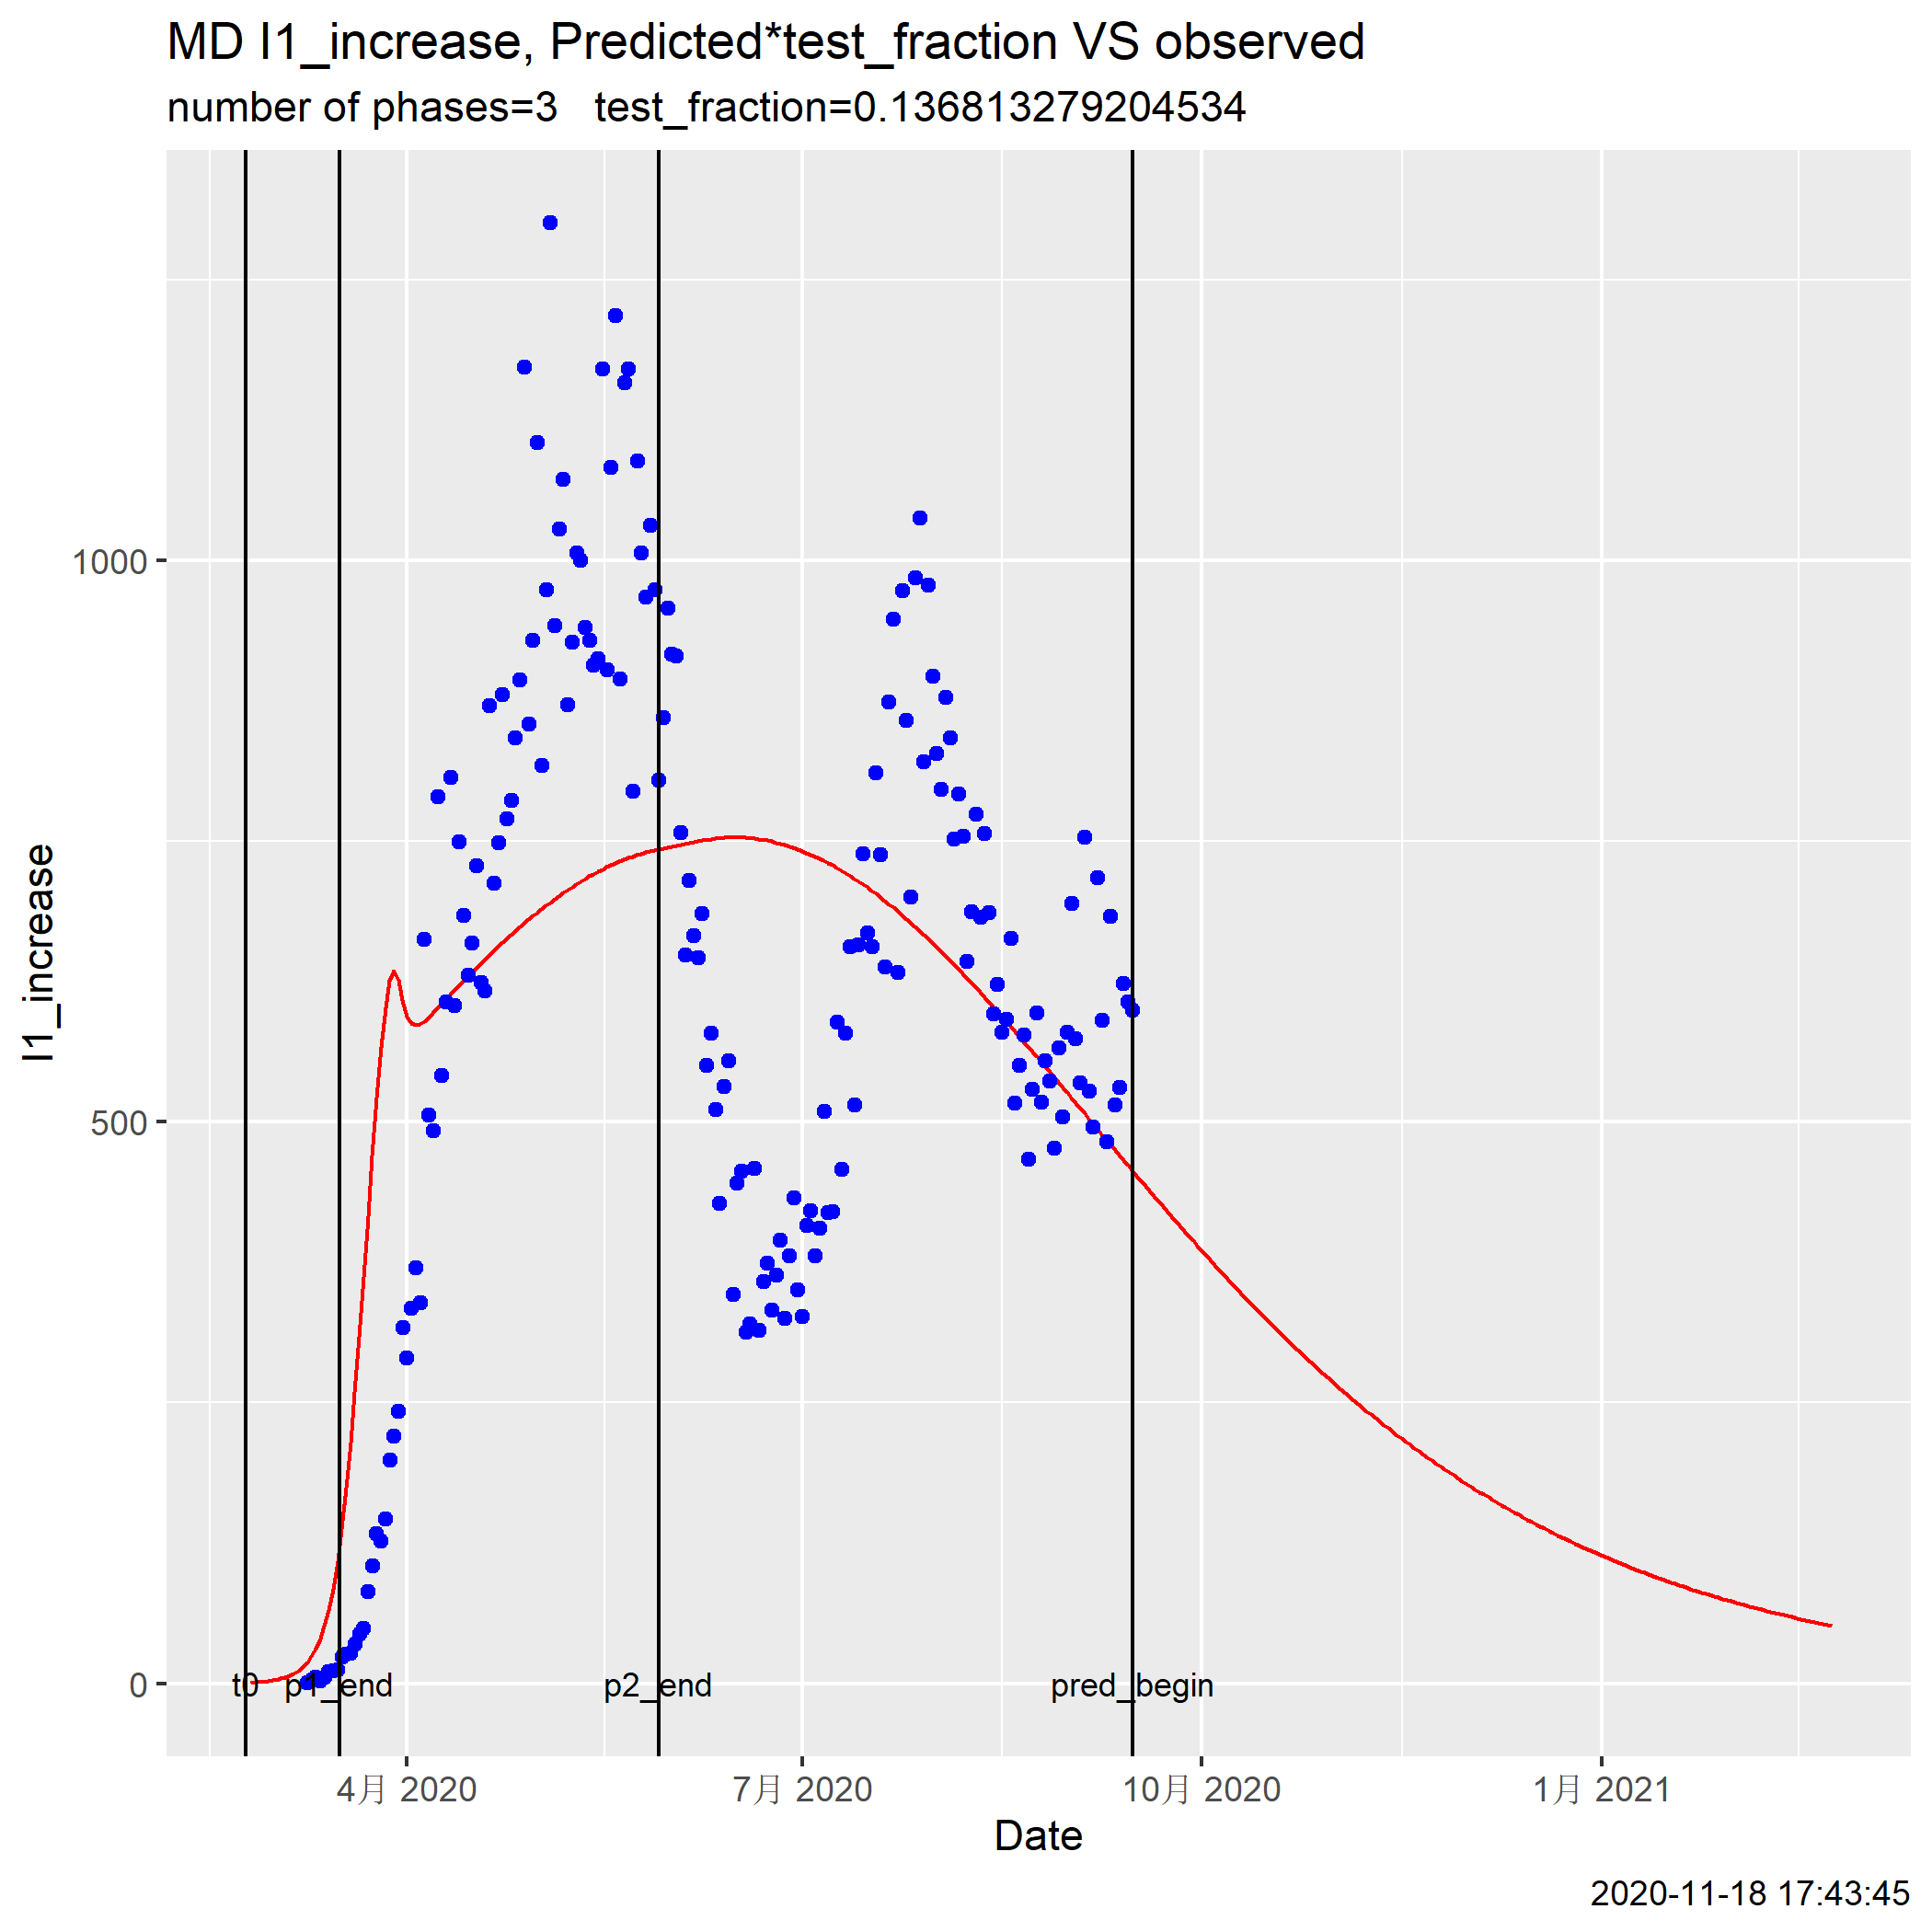 MD I1_increase, Predicted*test_fraction VS observed
number of phases=3   test_fraction=0.136813279204534
I1_increase
1000
500
0
t0
p1_end
p2_end
pred_begin
4月 2020
7月 2020
10月 2020
1月 2021
Date
2020-11-18 17:43:45